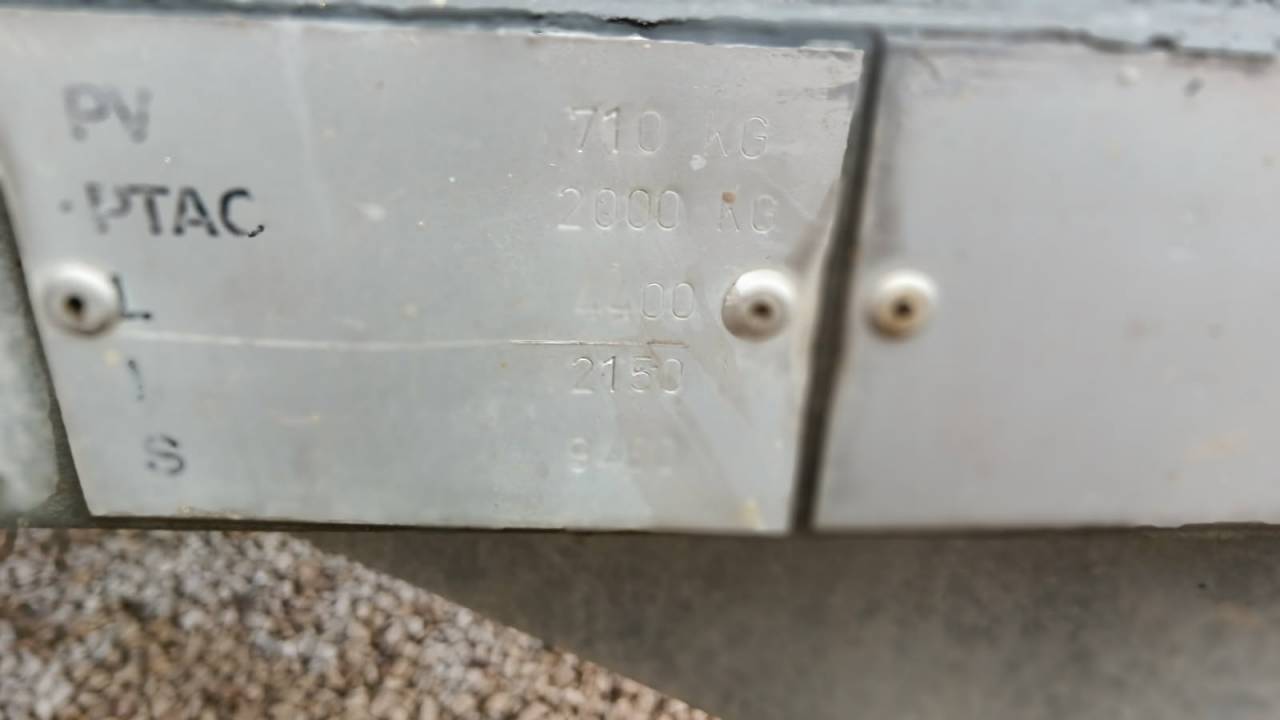 PV 710 KG
PTAC 2000 KG
L 4400
l 2150
S